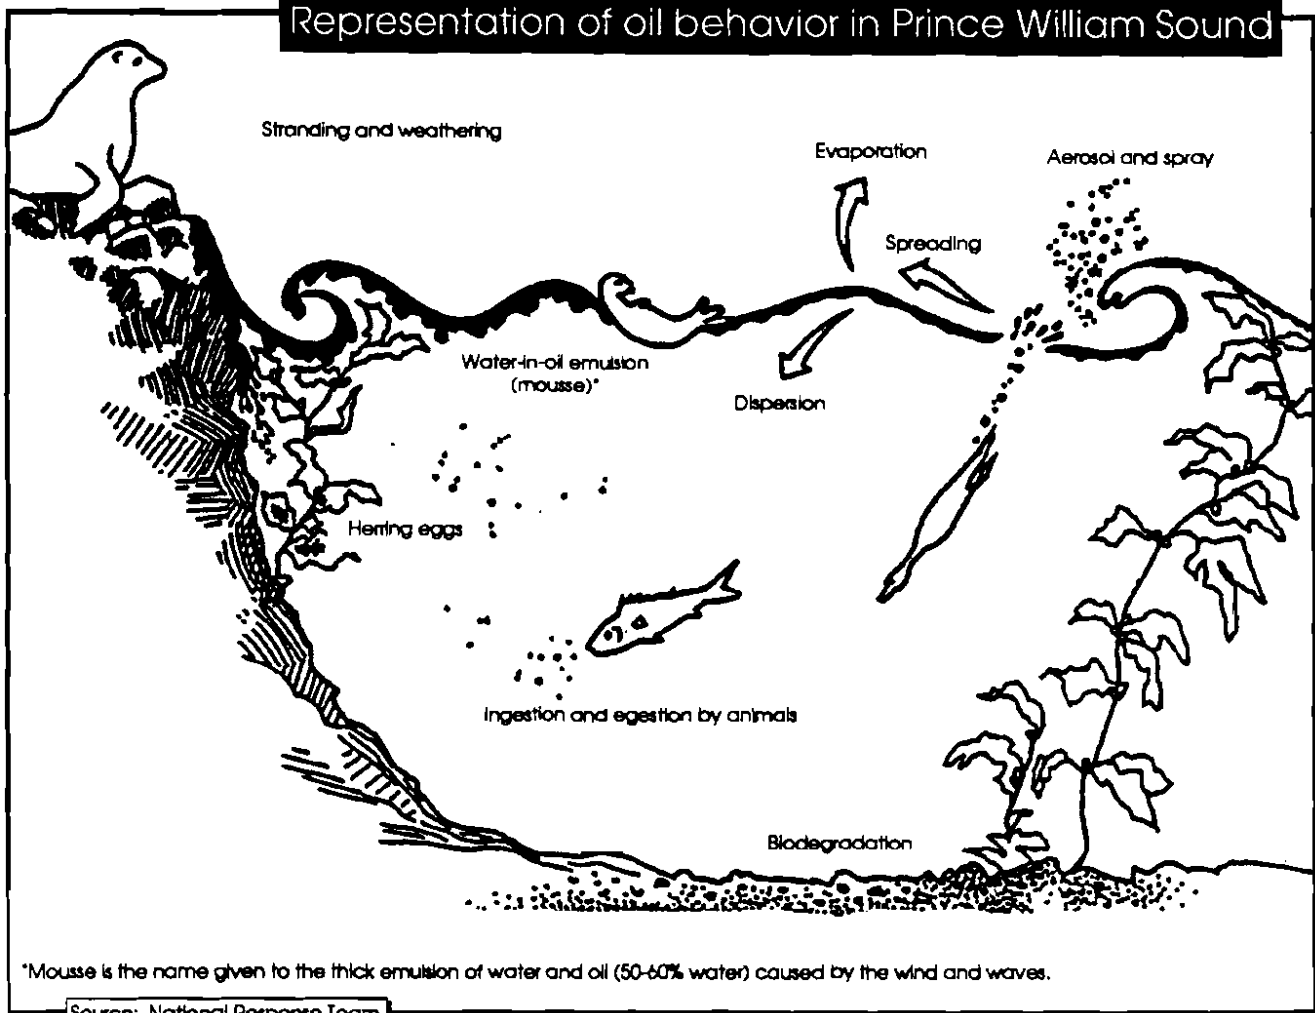 Representation of oil behavior in Prince William Sound
Stranding and weathering
Evaporation
Aerosol and spray
Spreading
Water-in-oil emulsion
(mousse)*
Dispersion
Herring eggs
Ingestion and egestion by animals
Biodegradation
*Mousse is the name given to the thick emulsion of water and oil (50-60% water) caused by the wind and waves.
Source: National Response Team